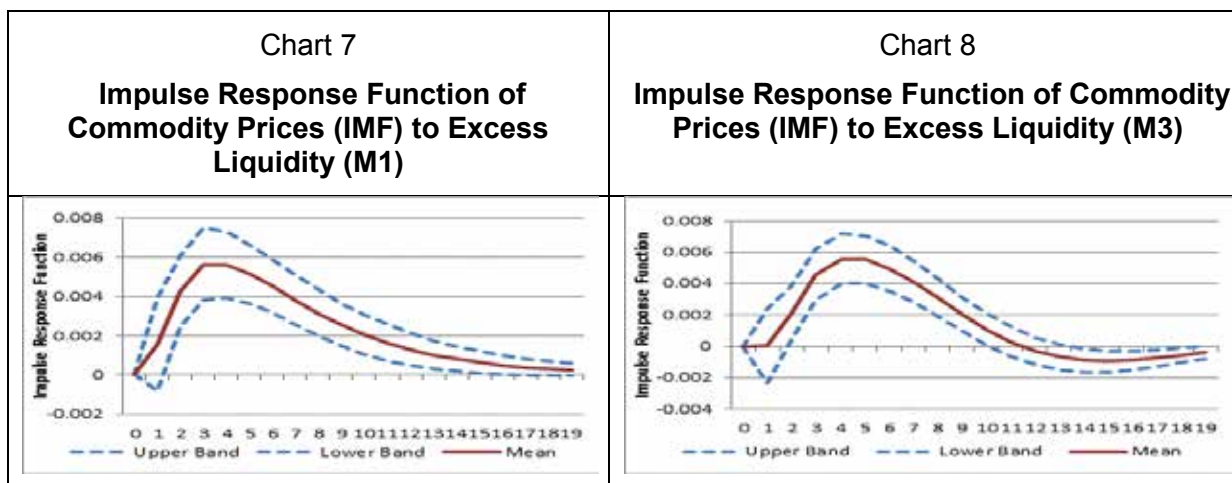 Chart 7
Impulse Response Function of
Commodity Prices (IMF) to Excess
Liquidity (M1)
Chart 8
Impulse Response Function of Commodity
Prices (IMF) to Excess Liquidity (M3)
Impulse Response Function
0.008
0.006
0.004
0.002
0
-0.002
0 1 2 3 4 5 6 7 8 9 10 11 12 13 14 15 16 17 18 19
Upper Band Lower Band Mean
Impulse Response Function
0.008
0.006
0.004
0.002
0
-0.002
-0.004
0 1 2 3 4 5 6 7 8 9 10 11 12 13 14 15 16 17 18 19
Upper Band Lower Band Mean